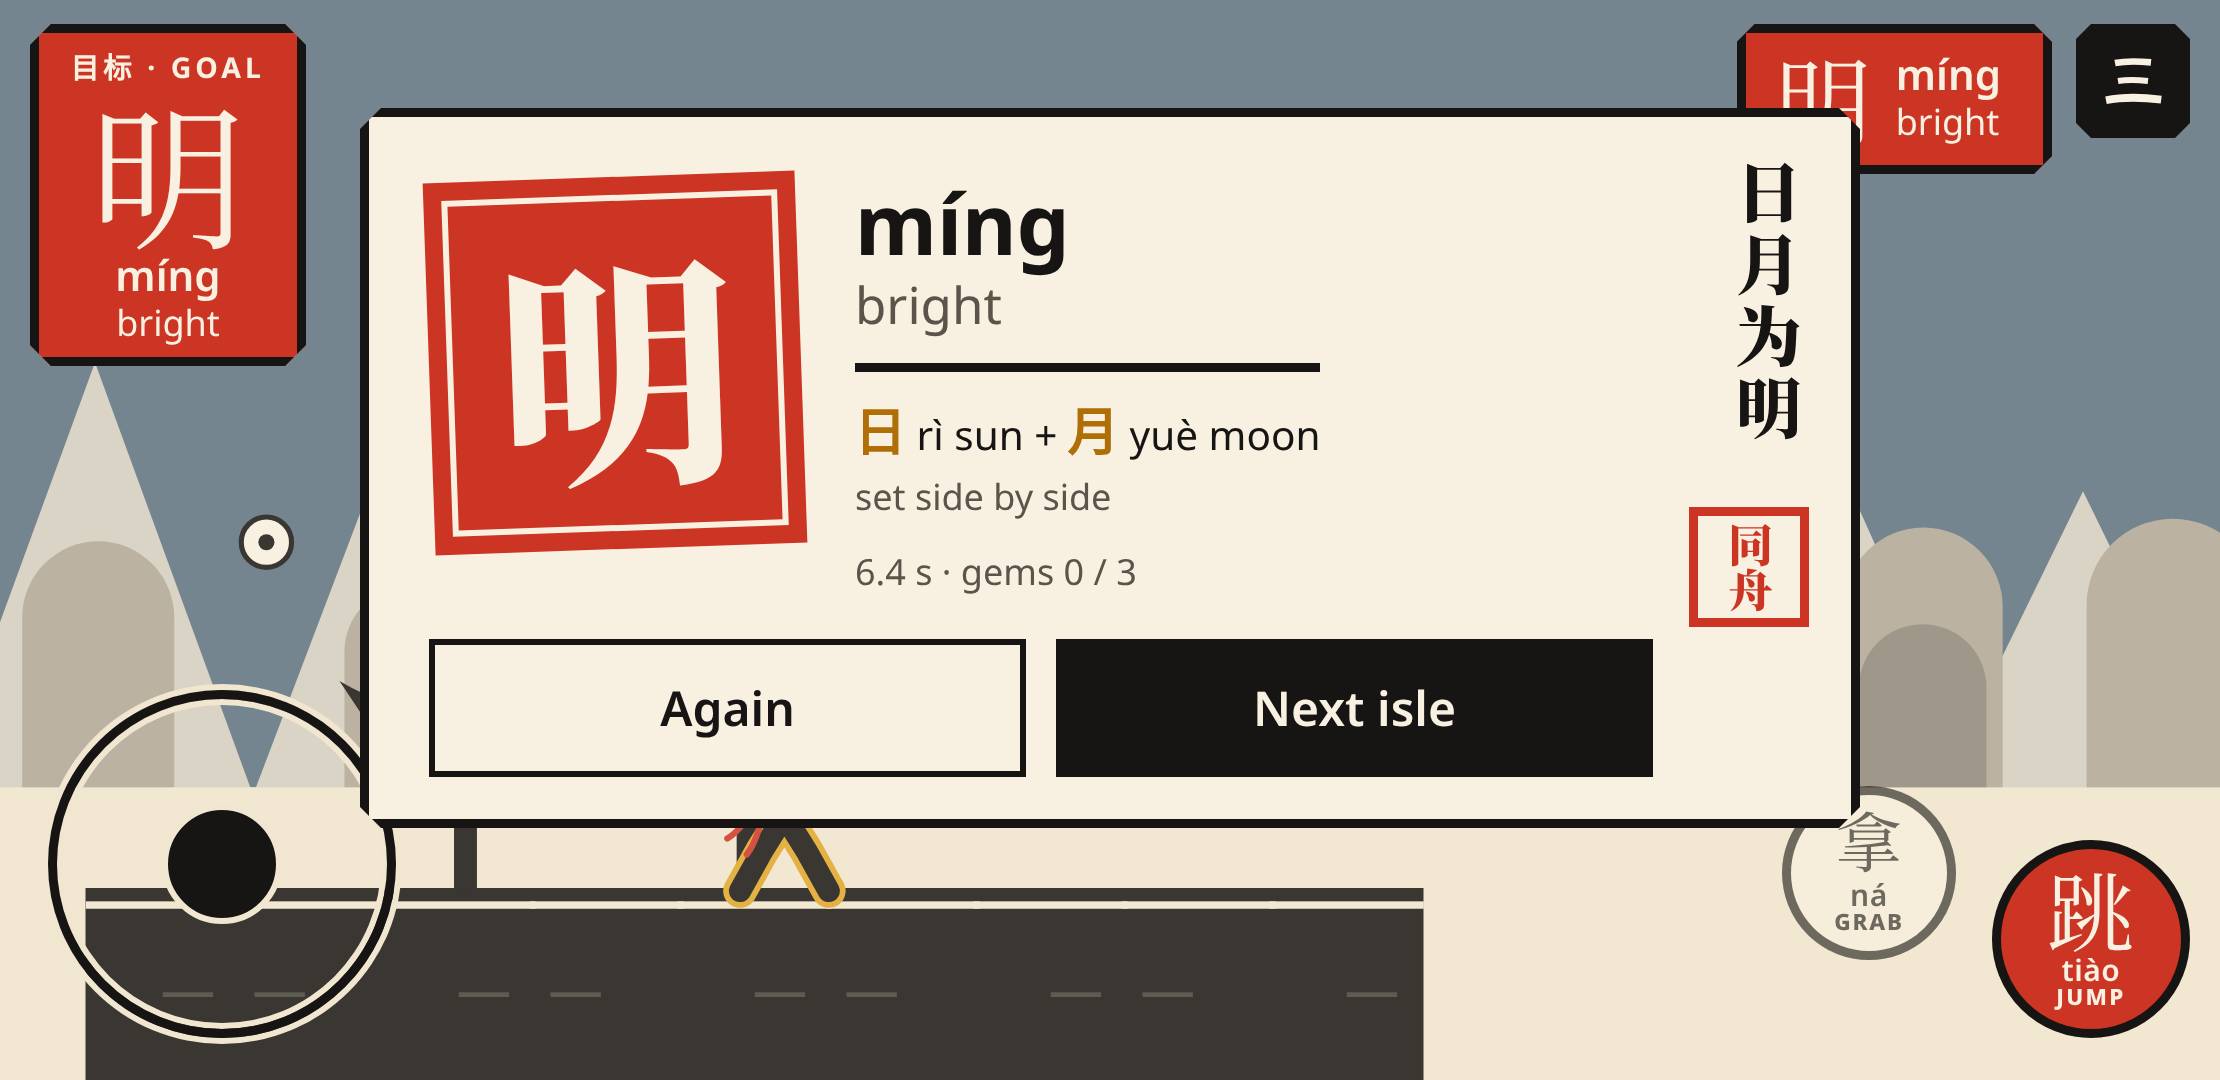 目标 · GOAL
明
míng
bright
明
míng
bright
三
明
míng
bright
日 rì sun + 月 yuè moon
set side by side
6.4 s · gems 0 / 3
日月为明
同舟
Again
Next isle
拿
ná
GRAB
跳
tiào
JUMP